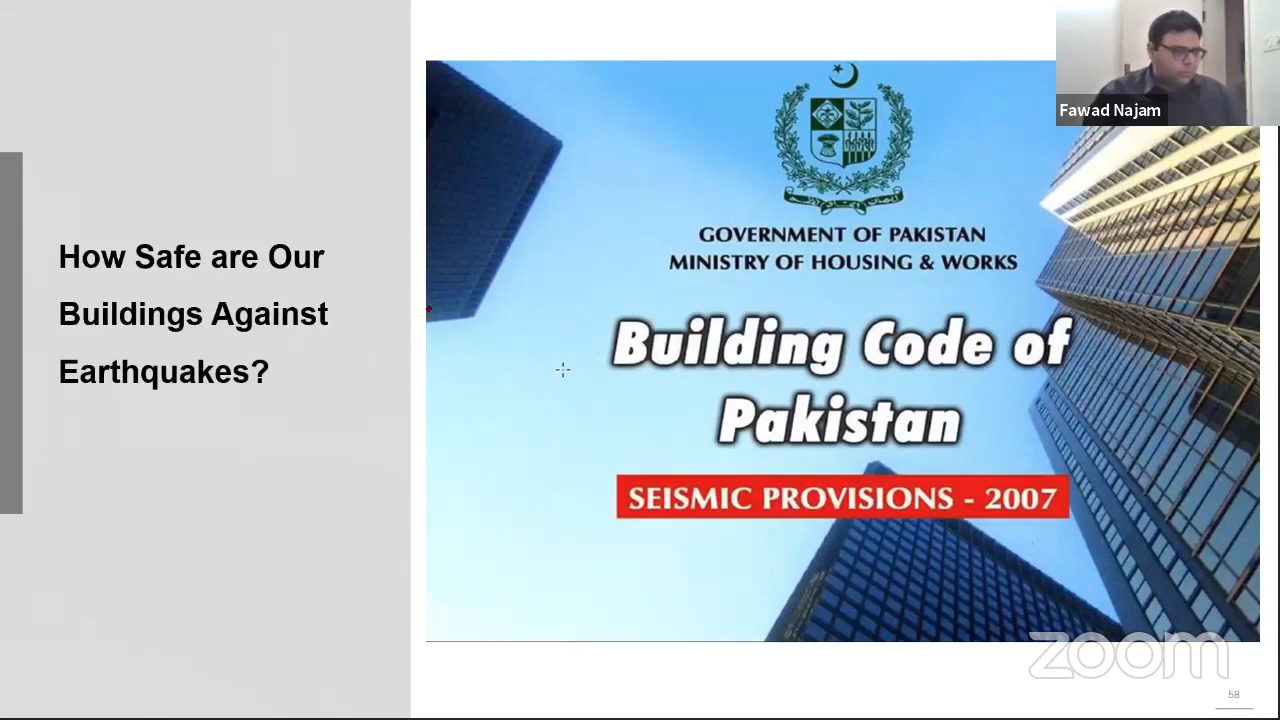 How Safe are Our
Buildings Against
Earthquakes?
Fawad Najam
GOVERNMENT OF PAKISTAN
MINISTRY OF HOUSING & WORKS
Building Code of
Pakistan
SEISMIC PROVISIONS - 2007
zoom
58